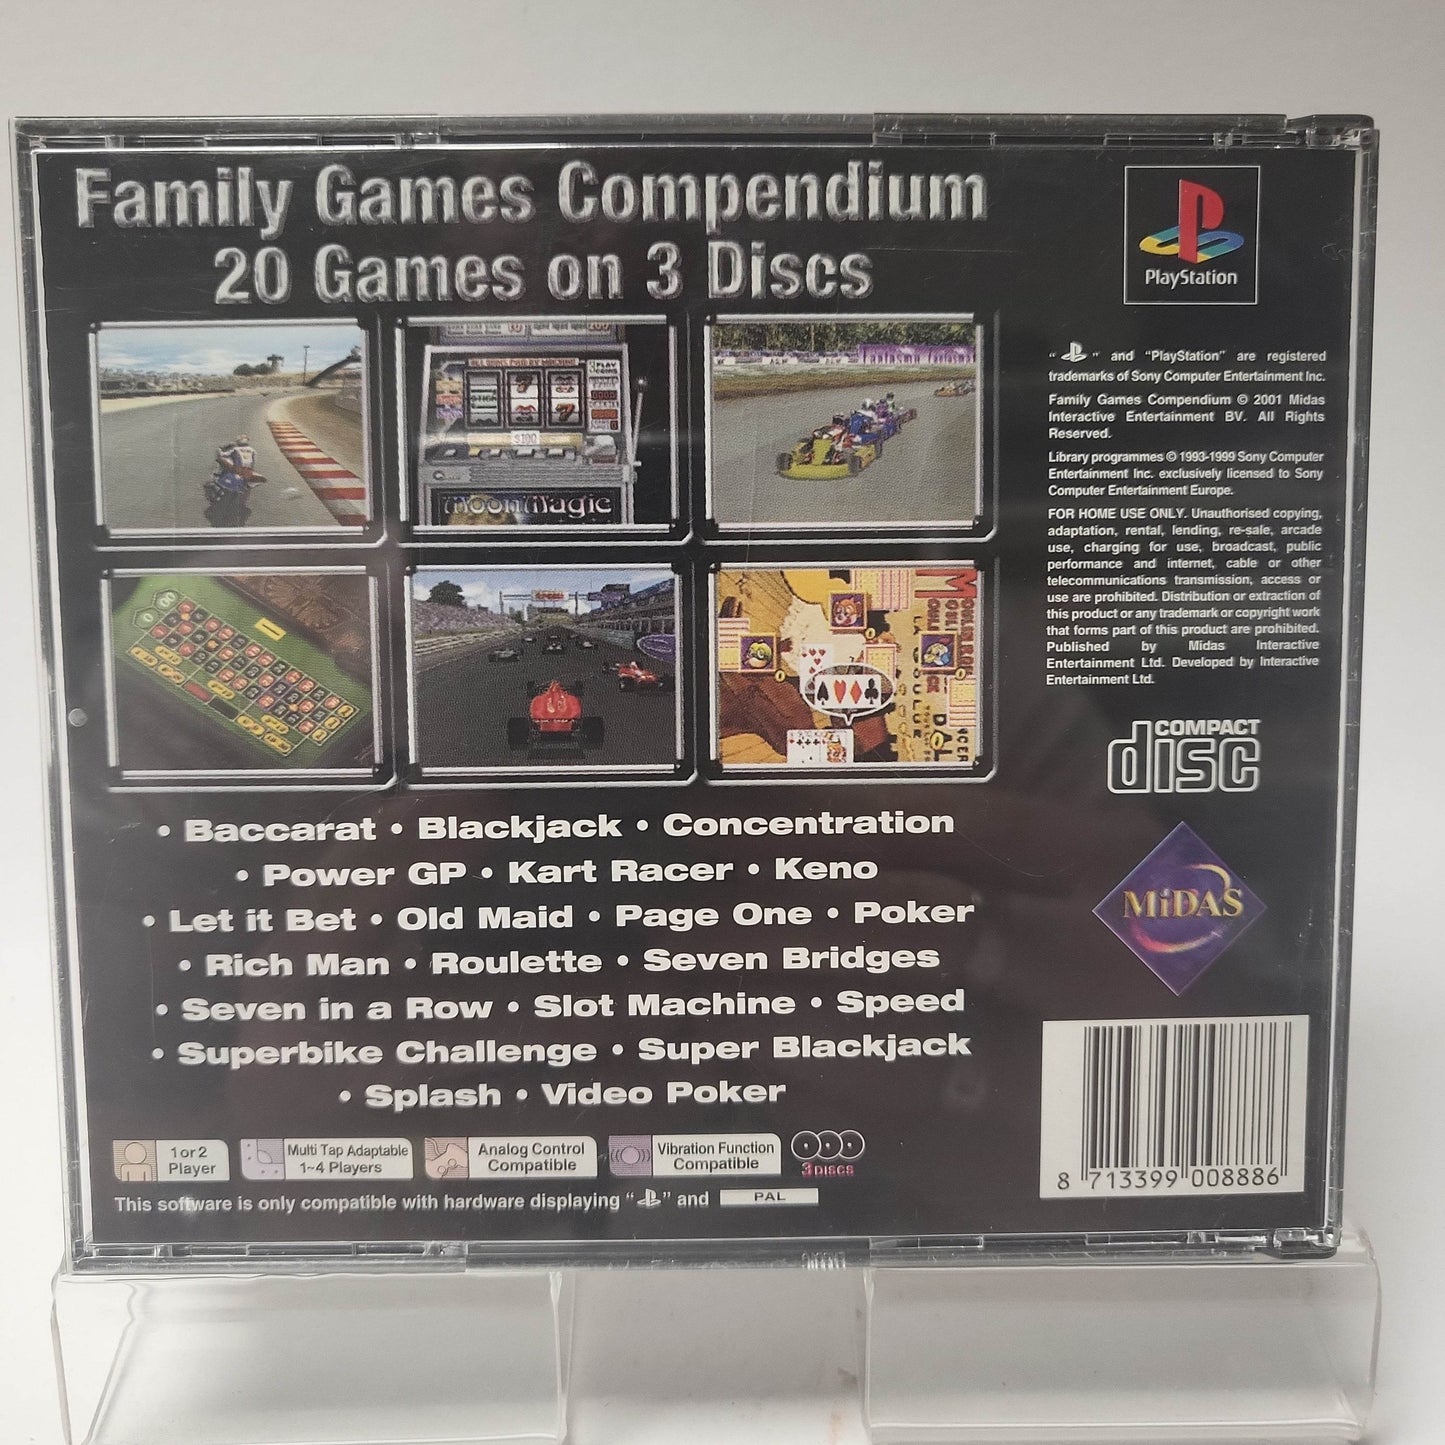 Family Games Compendium
20 Games on 3 Discs
MoonMagic
• Baccarat • Blackjack • Concentration
• Power GP • Kart Racer • Keno
• Let it Bet • Old Maid • Page One • Poker
• Rich Man • Roulette • Seven Bridges
• Seven in a Row • Slot Machine • Speed
• Superbike Challenge • Super Blackjack
• Splash • Video Poker
1 or 2
Player
Multi Tap Adaptable
1~4 Players
Analog Control
Compatible
Vibration Function
Compatible
3 DISCS
This software is only compatible with hardware displaying " " and PAL
PlayStation
" " and "PlayStation" are registered
trademarks of Sony Computer Entertainment Inc.
Family Games Compendium © 2001 Midas
Interactive Entertainment BV. All Rights
Reserved.
Library programmes © 1993-1999 Sony Computer
Entertainment Inc. exclusively licensed to Sony
Computer Entertainment Europe.
FOR HOME USE ONLY. Unauthorised copying,
adaptation, rental, lending, re-sale, arcade
use, charging for use, broadcast, public
performance and internet, cable or other
telecommunications transmission, access or
use are prohibited. Distribution or extraction of
this product or any trademark or copyright work
that forms part of this product are prohibited.
Published by Midas Interactive
Entertainment Ltd. Developed by Interactive
Entertainment Ltd.
COMPACT
disc
MiDAS
8 713399 008886